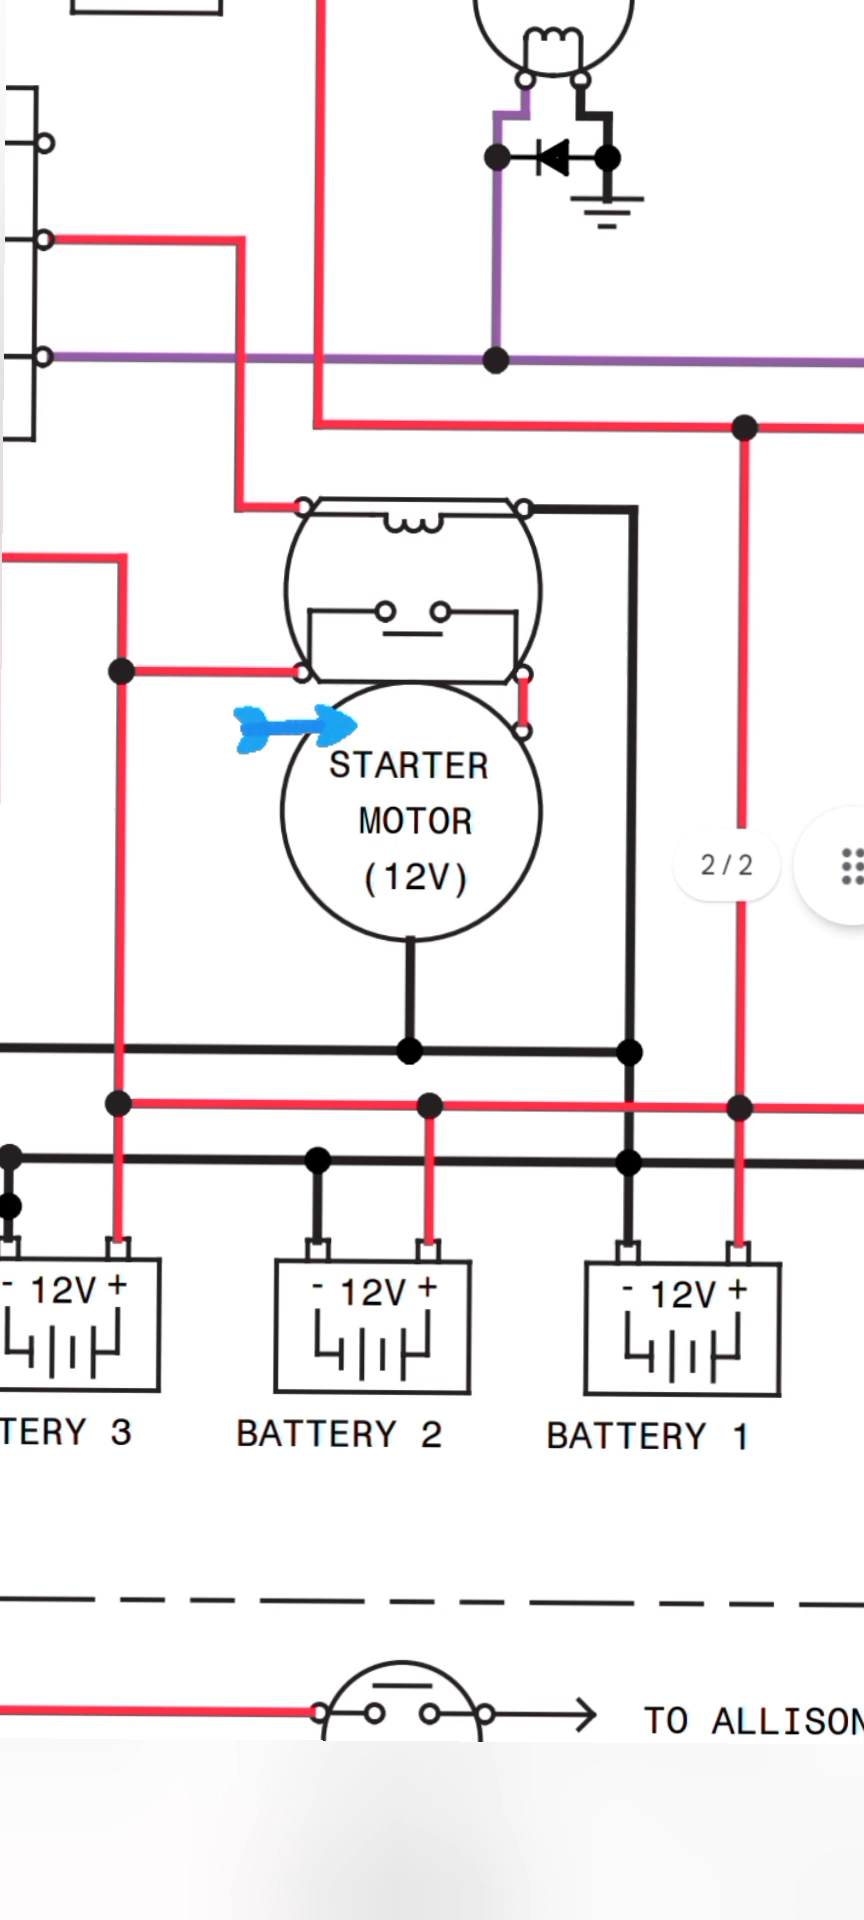 STARTER
MOTOR
(12V)
2/2
- 12V +
- 12V +
- 12V +
TERY 3
BATTERY 2
BATTERY 1
TO ALLISON